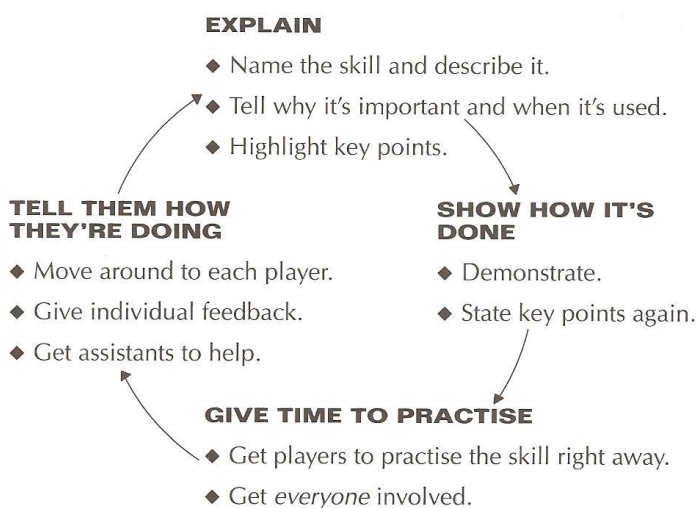 EXPLAIN
◆ Name the skill and describe it.
◆ Tell why it's important and when it's used.
◆ Highlight key points.
SHOW HOW IT'S
DONE
◆ Demonstrate.
◆ State key points again.
GIVE TIME TO PRACTISE
◆ Get players to practise the skill right away.
◆ Get everyone involved.
TELL THEM HOW
THEY'RE DOING
◆ Move around to each player.
◆ Give individual feedback.
◆ Get assistants to help.